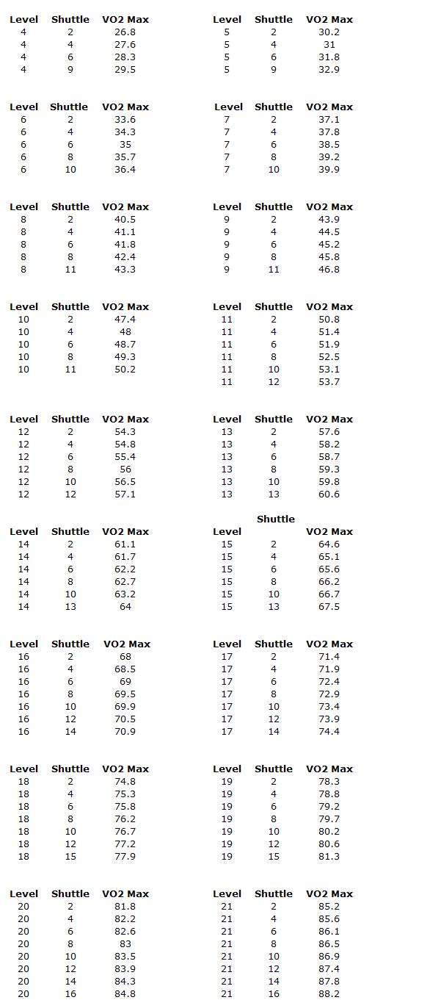 Level Shuttle VO2 Max Level Shuttle VO2 Max
4 2 26.8 5 2 30.2
4 4 27.6 5 4 31
4 6 28.3 5 6 31.8
4 9 29.5 5 9 32.9
Level Shuttle VO2 Max Level Shuttle VO2 Max
6 2 33.6 7 2 37.1
6 4 34.3 7 4 37.8
6 6 35 7 6 38.5
6 8 35.7 7 8 39.2
6 10 36.4 7 10 39.9
Level Shuttle VO2 Max Level Shuttle VO2 Max
8 2 40.5 9 2 43.9
8 4 41.1 9 4 44.5
8 6 41.8 9 6 45.2
8 8 42.4 9 8 45.8
8 11 43.3 9 11 46.8
Level Shuttle VO2 Max Level Shuttle VO2 Max
10 2 47.4 11 2 50.8
10 4 48 11 4 51.4
10 6 48.7 11 6 51.9
10 8 49.3 11 8 52.5
10 11 50.2 11 10 53.1
11 12 53.7
Level Shuttle VO2 Max Level Shuttle VO2 Max
12 2 54.3 13 2 57.6
12 4 54.8 13 4 58.2
12 6 55.4 13 6 58.7
12 8 56 13 8 59.3
12 10 56.5 13 10 59.8
12 12 57.1 13 13 60.6
Shuttle
Level Shuttle VO2 Max Level VO2 Max
14 2 61.1 15 2 64.6
14 4 61.7 15 4 65.1
14 6 62.2 15 6 65.6
14 8 62.7 15 8 66.2
14 10 63.2 15 10 66.7
14 13 64 15 13 67.5
Level Shuttle VO2 Max Level Shuttle VO2 Max
16 2 68 17 2 71.4
16 4 68.5 17 4 71.9
16 6 69 17 6 72.4
16 8 69.5 17 8 72.9
16 10 69.9 17 10 73.4
16 12 70.5 17 12 73.9
16 14 70.9 17 14 74.4
Level Shuttle VO2 Max Level Shuttle VO2 Max
18 2 74.8 19 2 78.3
18 4 75.3 19 4 78.8
18 6 75.8 19 6 79.2
18 8 76.2 19 8 79.7
18 10 76.7 19 10 80.2
18 12 77.2 19 12 80.6
18 15 77.9 19 15 81.3
Level Shuttle VO2 Max Level Shuttle VO2 Max
20 2 81.8 21 2 85.2
20 4 82.2 21 4 85.6
20 6 82.6 21 6 86.1
20 8 83 21 8 86.5
20 10 83.5 21 10 86.9
20 12 83.9 21 12 87.4
20 14 84.3 21 14 87.8
20 16 84.8 21 16 88.2